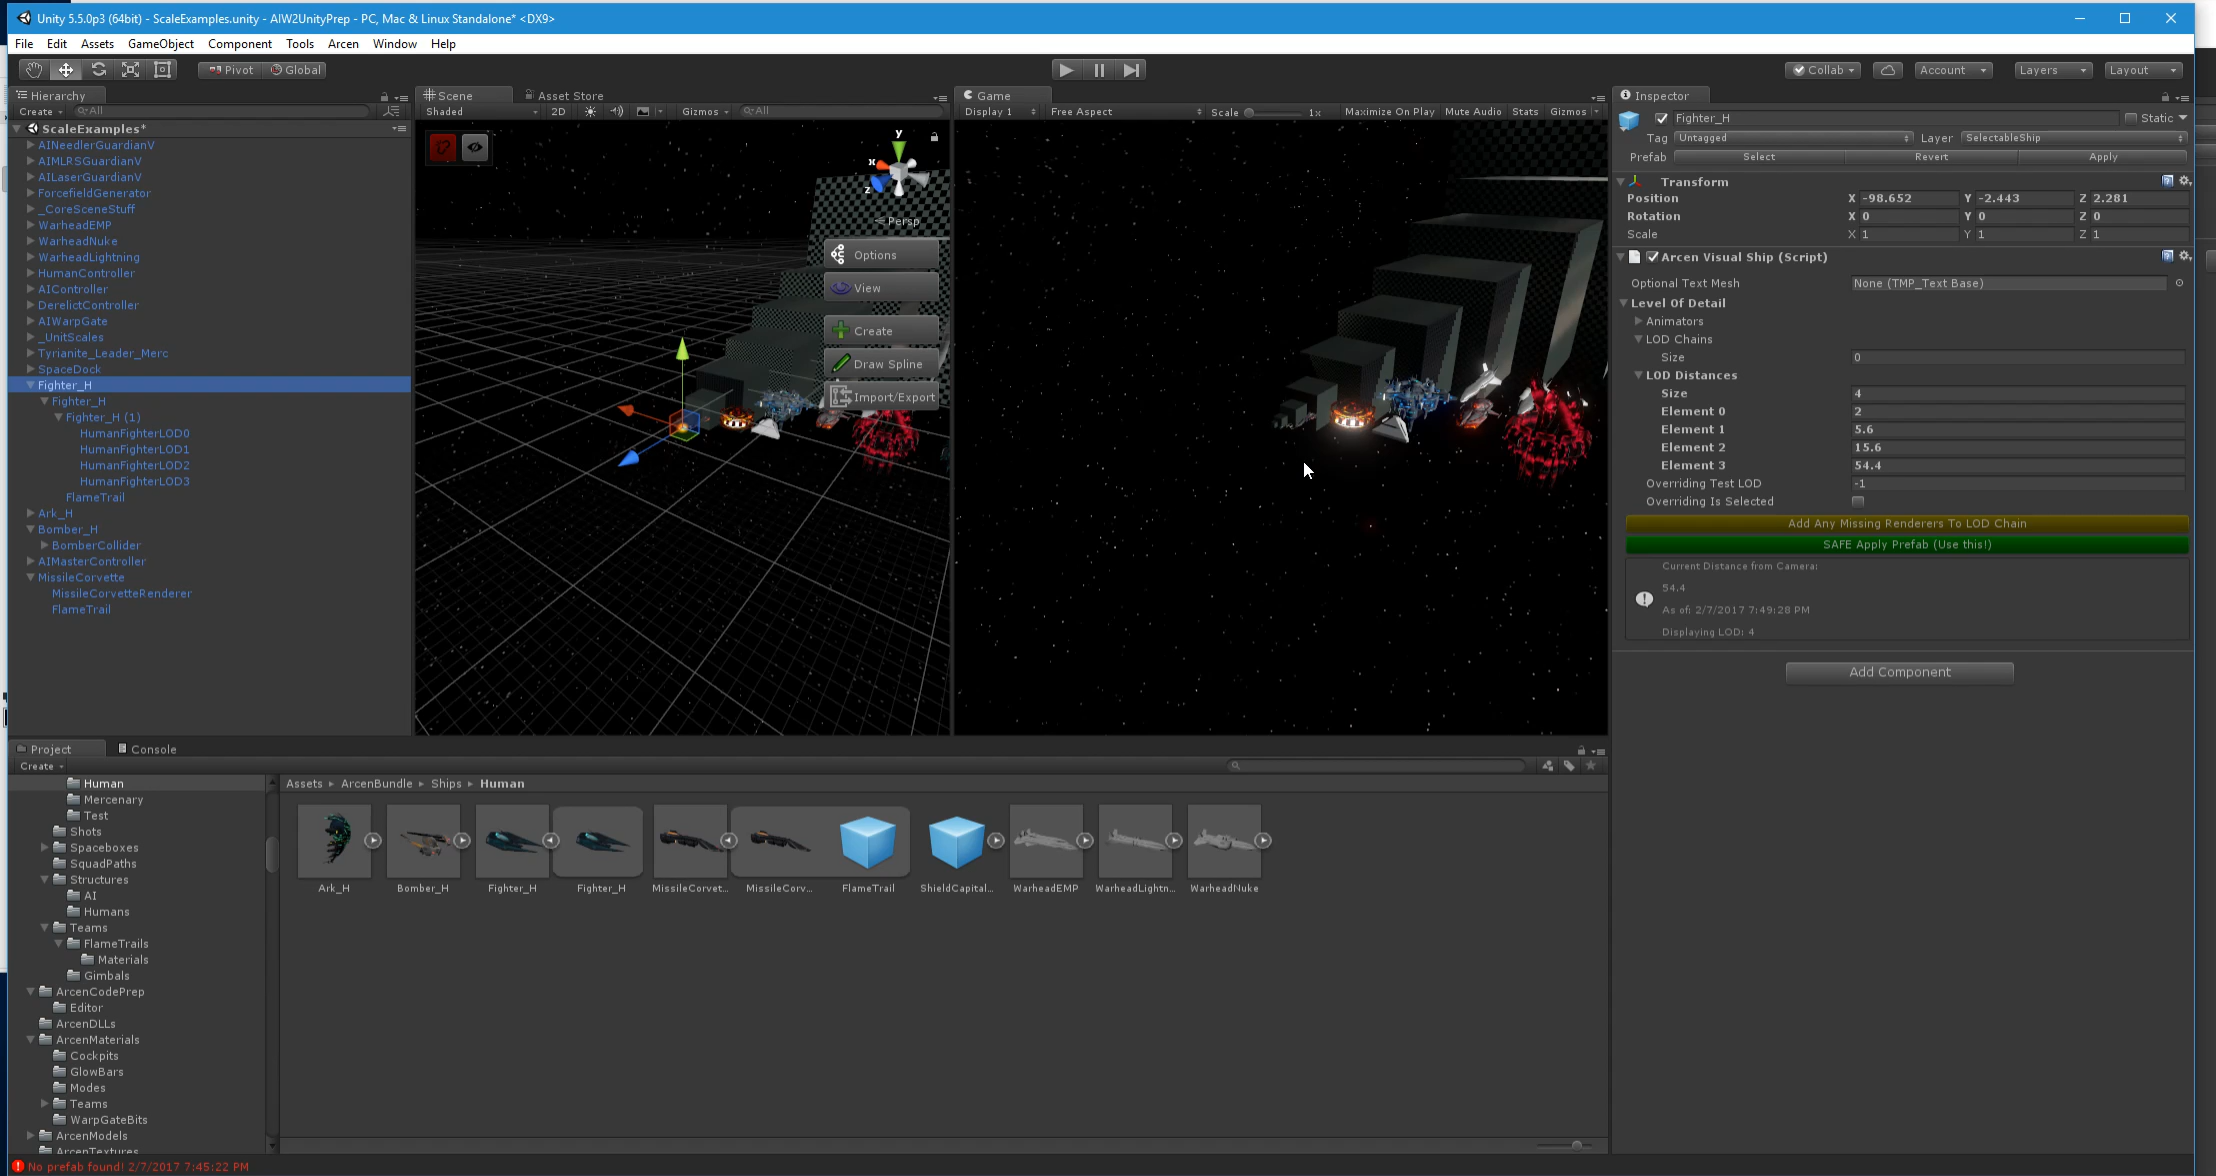 Unity 5.5.0p3 (64bit) - ScaleExamples.unity - AIW2UnityPrep - PC, Mac & Linux Standalone* <DX9>
File Edit Assets GameObject Component Tools Arcen Window Help
Pivot Global Collab Account Layers Layout
Hierarchy
Create All
ScaleExamples*
AINeedlerGuardianV
AIMLRSGuardianV
AILaserGuardianV
ForcefieldGenerator
_CoreSceneStuff
WarheadEMP
WarheadNuke
WarheadLightning
HumanController
AIController
DerelictController
AIWarpGate
_UnitScales
Tyrianite_Leader_Merc
SpaceDock
Fighter_H
Fighter_H
Fighter_H (1)
HumanFighterLOD0
HumanFighterLOD1
HumanFighterLOD2
HumanFighterLOD3
FlameTrail
Ark_H
Bomber_H
BomberCollider
AIMasterController
MissileCorvette
MissileCorvetteRenderer
FlameTrail
Scene Asset Store
Shaded 2D Gizmos All
y
x
z
Persp
Options
View
Create
Draw Spline
Import/Export
Game
Display 1 Free Aspect Scale 1x Maximize On Play Mute Audio Stats Gizmos
Inspector
Fighter_H Static
Tag Untagged Layer SelectableShip
Prefab Select Revert Apply
Transform
Position X -98.652 Y -2.443 Z 2.281
Rotation X 0 Y 0 Z 0
Scale X 1 Y 1 Z 1
Arcen Visual Ship (Script)
Optional Text Mesh None (TMP_Text Base)
Level Of Detail
Animators
LOD Chains
Size 0
LOD Distances
Size 4
Element 0 2
Element 1 5.6
Element 2 15.6
Element 3 54.4
Overriding Test LOD -1
Overriding Is Selected
Add Any Missing Renderers To LOD Chain
SAFE Apply Prefab (Use this!)
Current Distance from Camera:
54.4
As of: 2/7/2017 7:49:28 PM
Displaying LOD: 4
Add Component
Project Console
Create
Human
Mercenary
Test
Shots
Spaceboxes
SquadPaths
Structures
AI
Humans
Teams
FlameTrails
Materials
Gimbals
ArcenCodePrep
Editor
ArcenDLLs
ArcenMaterials
Cockpits
GlowBars
Modes
Teams
WarpGateBits
ArcenModels
ArcenTextures
Assets ArcenBundle Ships Human
Ark_H Bomber_H Fighter_H Fighter_H MissileCorvet... MissileCorv... FlameTrail ShieldCapital... WarheadEMP WarheadLightn... WarheadNuke
No prefab found! 2/7/2017 7:45:22 PM